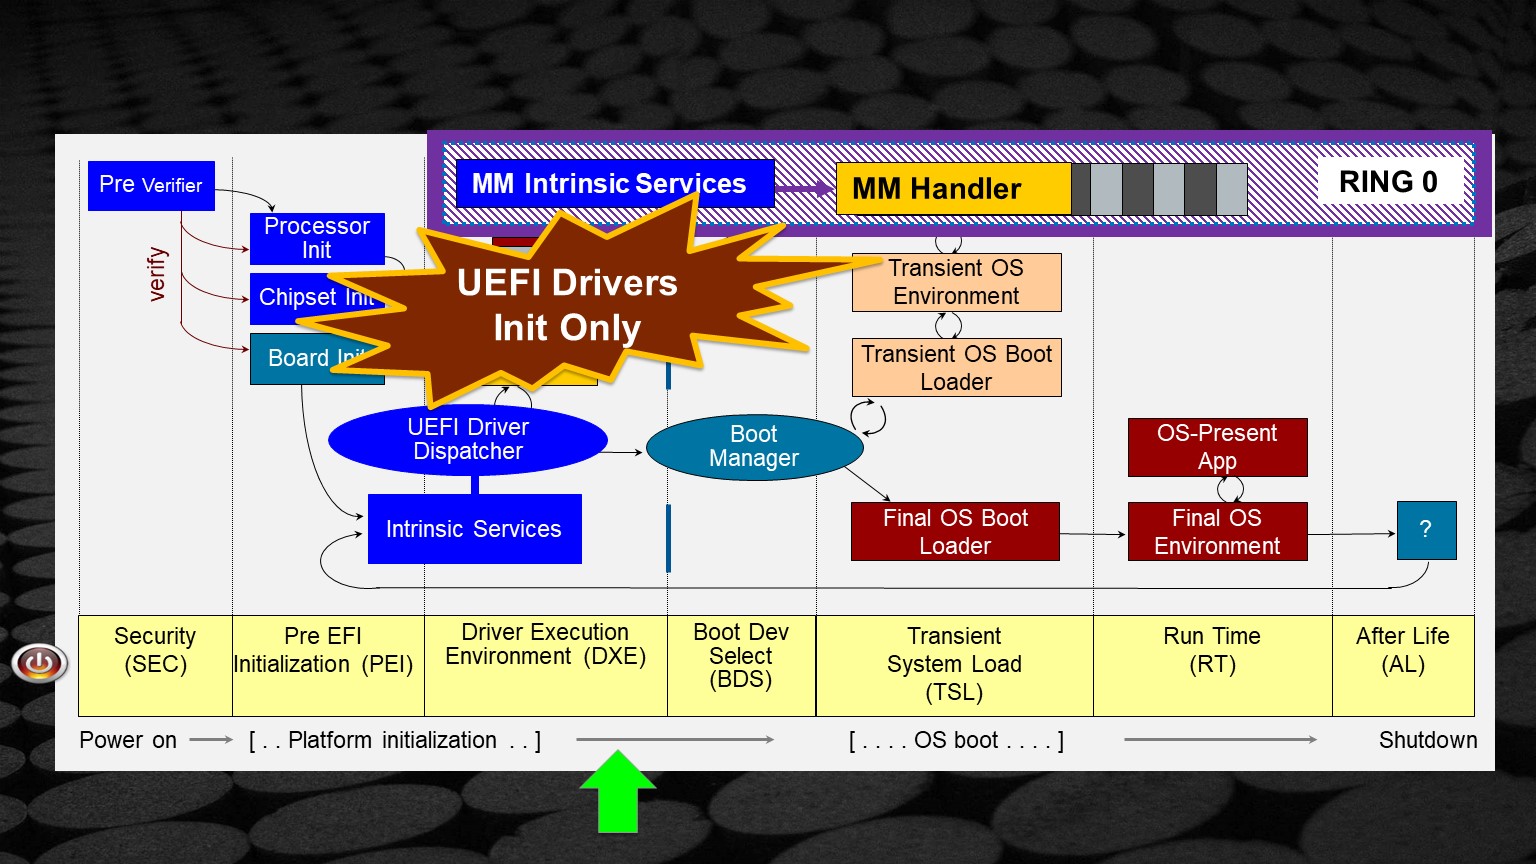 MM Intrinsic Services
MM Handler
RING 0
Pre Verifier
verify
Processor
Init
Chipset Init
Board Init
UEFI Drivers
Init Only
Transient OS
Environment
Transient OS Boot
Loader
UEFI Driver
Dispatcher
Boot
Manager
OS-Present
App
Intrinsic Services
Final OS Boot
Loader
Final OS
Environment
?
Security
(SEC)
Pre EFI
Initialization (PEI)
Driver Execution
Environment (DXE)
Boot Dev
Select
(BDS)
Transient
System Load
(TSL)
Run Time
(RT)
After Life
(AL)
Power on
[ . . Platform initialization . . ]
[ . . . . OS boot . . . . ]
Shutdown